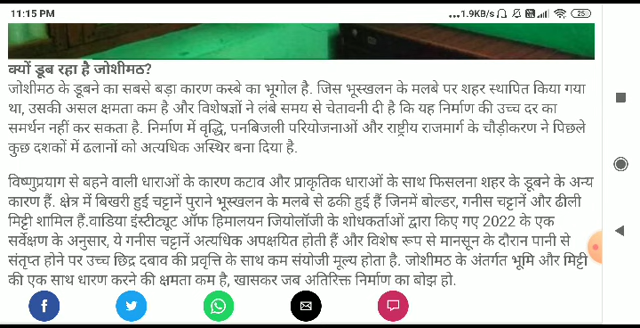 11:15 PM
...1.9KB/s 25
क्यों डूब रहा है जोशीमठ?
जोशीमठ के डूबने का सबसे बड़ा कारण कस्बे का भूगोल है. जिस भूस्खलन के मलबे पर शहर स्थापित किया गया
था, उसकी असल क्षमता कम है और विशेषज्ञों ने लंबे समय से चेतावनी दी है कि यह निर्माण की उच्च दर का
समर्थन नहीं कर सकता है. निर्माण में वृद्धि, पनबिजली परियोजनाओं और राष्ट्रीय राजमार्ग के चौड़ीकरण ने पिछले
कुछ दशकों में ढलानों को अत्यधिक अस्थिर बना दिया है.
विष्णुप्रयाग से बहने वाली धाराओं के कारण कटाव और प्राकृतिक धाराओं के साथ फिसलना शहर के डूबने के अन्य
कारण हैं. क्षेत्र में बिखरी हुई चट्टानें पुराने भूस्खलन के मलबे से ढकी हुई हैं जिनमें बोल्डर, गनीस चट्टानें और ढीली
मिट्टी शामिल हैं.वाडिया इंस्टीट्यूट ऑफ हिमालयन जियोलॉजी के शोधकर्ताओं द्वारा किए गए 2022 के एक
सर्वेक्षण के अनुसार, ये गनीस चट्टानें अत्यधिक अपक्षयित होती हैं और विशेष रूप से मानसून के दौरान पानी से
संतृप्त होने पर उच्च छिद्र दबाव की प्रवृत्ति के साथ कम संयोजी मूल्य होता है. जोशीमठ के अंतर्गत भूमि और मिट्टी
की एक साथ धारण करने की क्षमता कम है, खासकर जब अतिरिक्त निर्माण का बोझ हो.